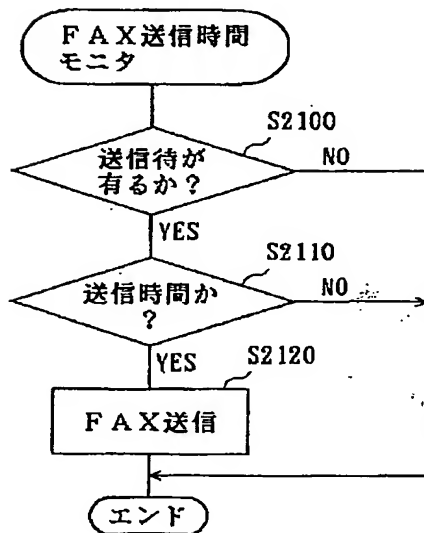 ＦＡＸ送信時間
モニタ
S2100
送信待が
有るか？
NO
YES
S2110
送信時間か
？
NO
YES
S2120
ＦＡＸ送信
エンド